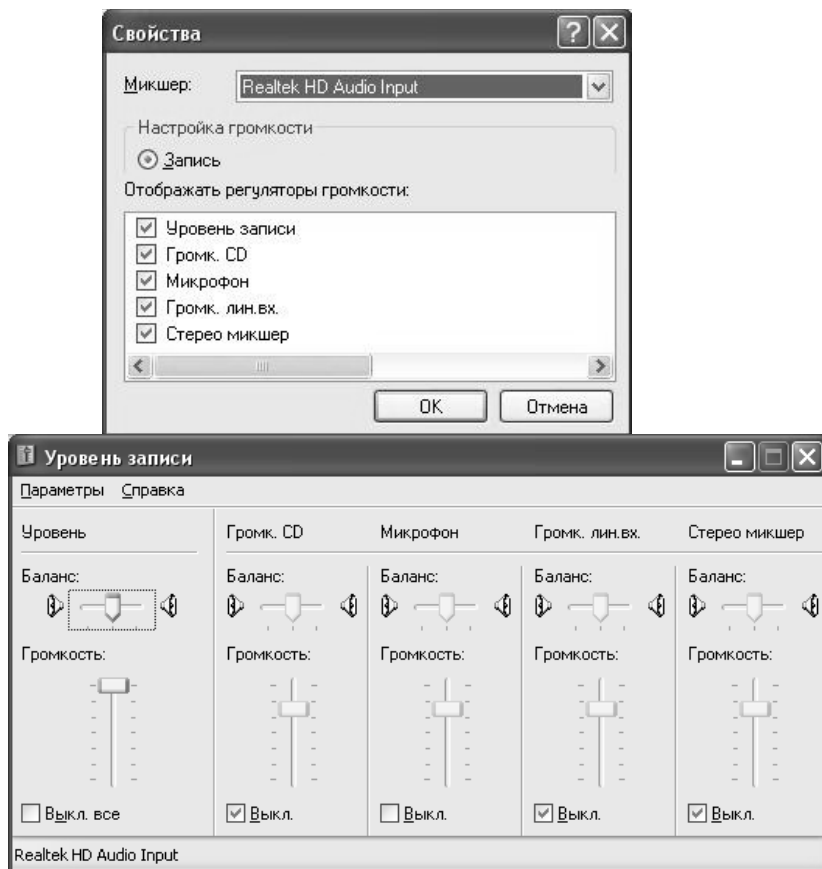 Свойства
Микшер: Realtek HD Audio Input
Настройка громкости
Запись
Отображать регуляторы громкости:
Уровень записи
Громк. CD
Микрофон
Громк. лин.вх.
Стерео микшер
OK Отмена
Уровень записи
Параметры Справка
Уровень Громк. CD Микрофон Громк. лин.вх. Стерео микшер
Баланс: Баланс: Баланс: Баланс: Баланс:
Громкость: Громкость: Громкость: Громкость: Громкость:
Выкл. все Выкл. Выкл. Выкл. Выкл.
Realtek HD Audio Input